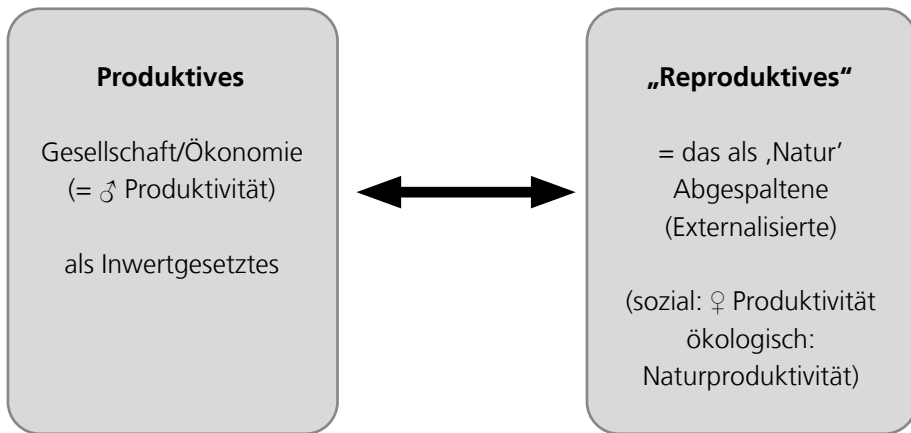 Produktives
Gesellschaft/Ökonomie
(= ♂ Produktivität)
als Inwertgesetztes
„Reproduktives“
= das als ‚Natur’
Abgespaltene
(Externalisierte)
(sozial: ♀ Produktivität
ökologisch:
Naturproduktivität)